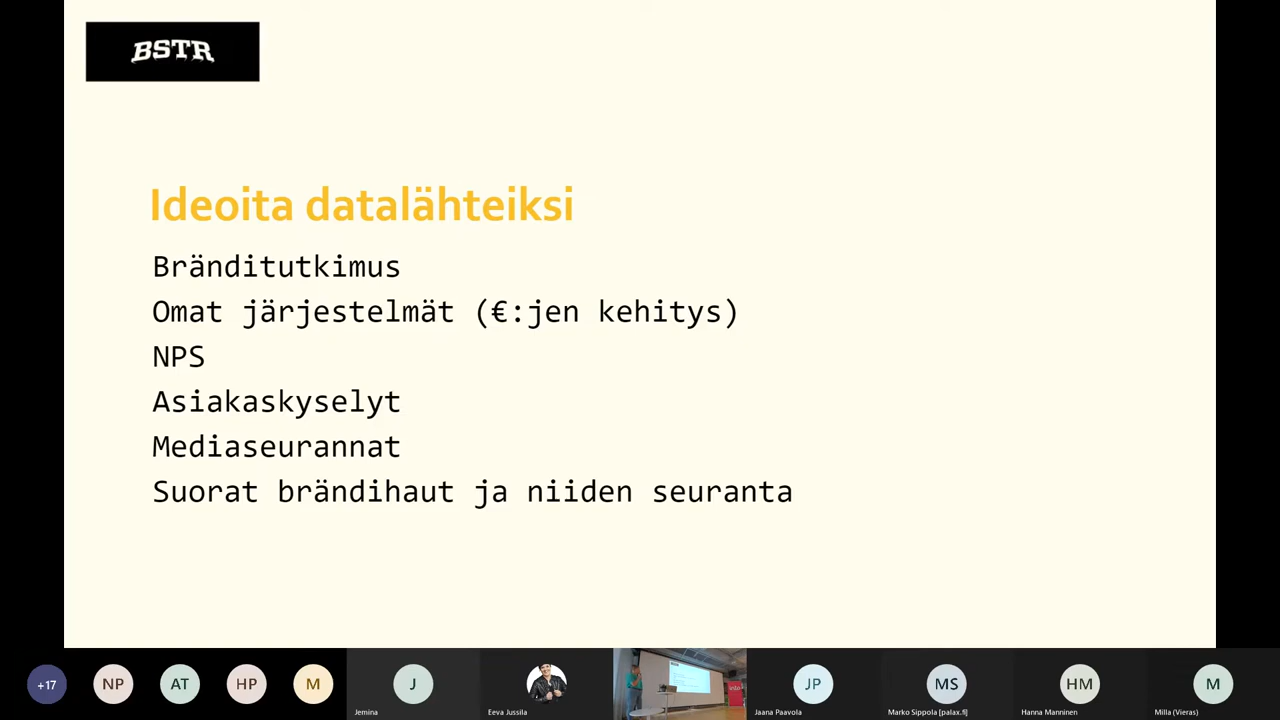 BSTR
Ideoita datalähteiksi
Bränditutkimus
Omat järjestelmät (€:jen kehitys)
NPS
Asiakaskyselyt
Mediaseurannat
Suorat brändihaut ja niiden seuranta
+17
NP
AT
HP
M
J
JP
MS
HM
M
Jemina
Eeva Jussila
Jaana Paavola
Marko Sippola [palax.fi]
Hanna Manninen
Milla (Vieras)